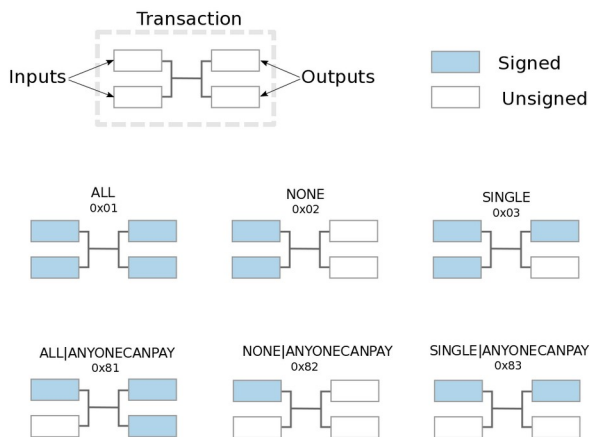 Transaction
Inputs
Outputs
Signed
Unsigned
ALL
0x01
NONE
0x02
SINGLE
0x03
ALL|ANYONECANPAY
0x81
NONE|ANYONECANPAY
0x82
SINGLE|ANYONECANPAY
0x83